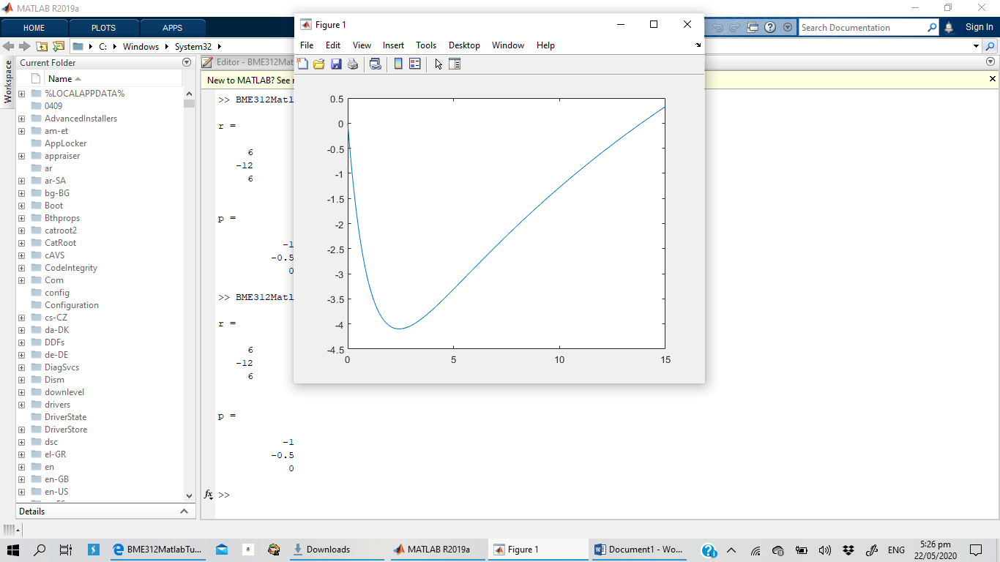 MATLAB R2019a
HOME PLOTS APPS
Search Documentation
Sign In
C: Windows System32
Workspace
Current Folder
Name
%LOCALAPPDATA%
0409
AdvancedInstallers
am-et
AppLocker
appraiser
ar
ar-SA
bg-BG
Boot
Bthprops
catroot2
CatRoot
cAVS
CodeIntegrity
Com
config
Configuration
cs-CZ
da-DK
DDFs
de-DE
DiagSvcs
Dism
downlevel
drivers
DriverState
DriverStore
dsc
el-GR
en
en-GB
en-US
Details
Editor - BME312Mat
New to MATLAB? See
>> BME312Matl
r =
6
-12
6
p =
-1
-0.5
0
>> BME312Matl
r =
6
-12
6
p =
-1
-0.5
0
fx >>
Figure 1
File Edit View Insert Tools Desktop Window Help
0.5
0
-0.5
-1
-1.5
-2
-2.5
-3
-3.5
-4
-4.5
0 5 10 15
BME312MatlabTu...
Downloads
MATLAB R2019a
Figure 1
Document1 - Wo...
ENG
5:26 pm
22/05/2020